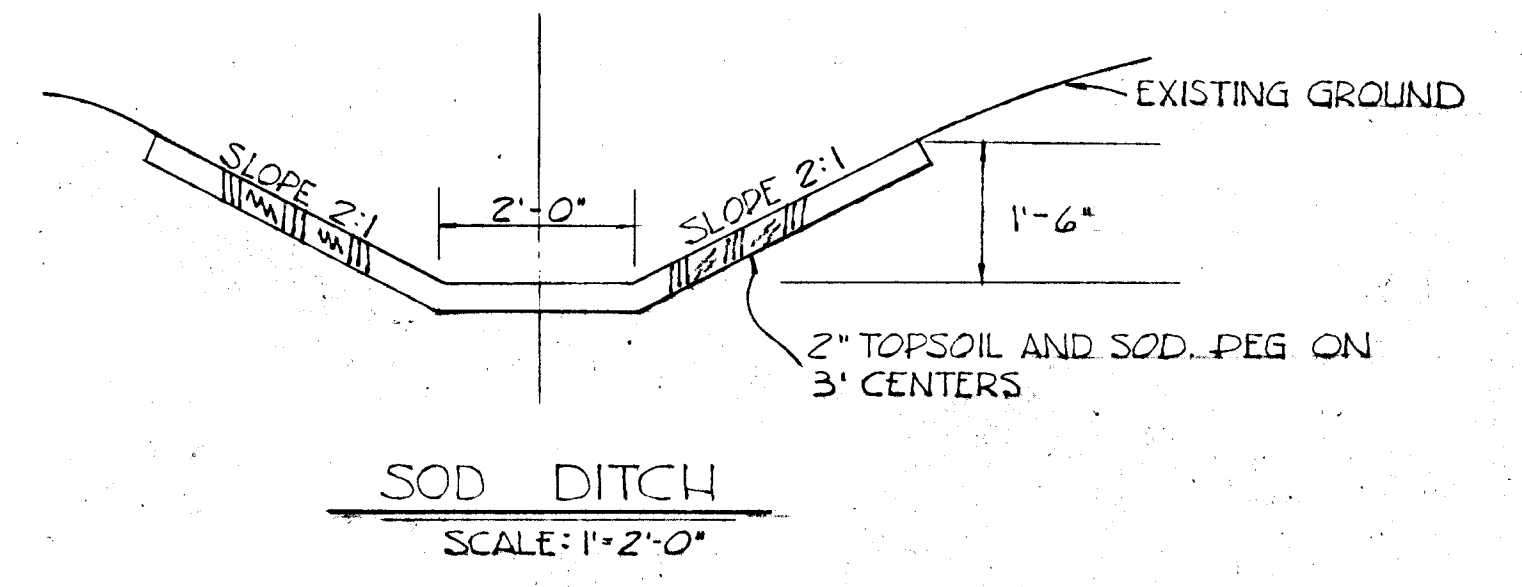 EXISTING GROUND
SLOPE 2:1
2'-0"
SLOPE 2:1
1'-6"
2" TOPSOIL AND SOD. PEG ON
3' CENTERS
SOD DITCH
SCALE: 1'=2'-0"